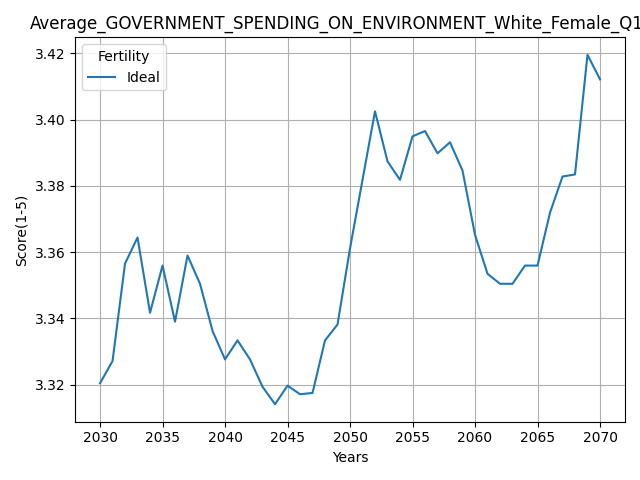 Average_GOVERNMENT_SPENDING_ON_ENVIRONMENT_White_Female_Q1
Fertility
Ideal
Score(1-5)
3.42
3.40
3.38
3.36
3.34
3.32
2030 2035 2040 2045 2050 2055 2060 2065 2070
Years